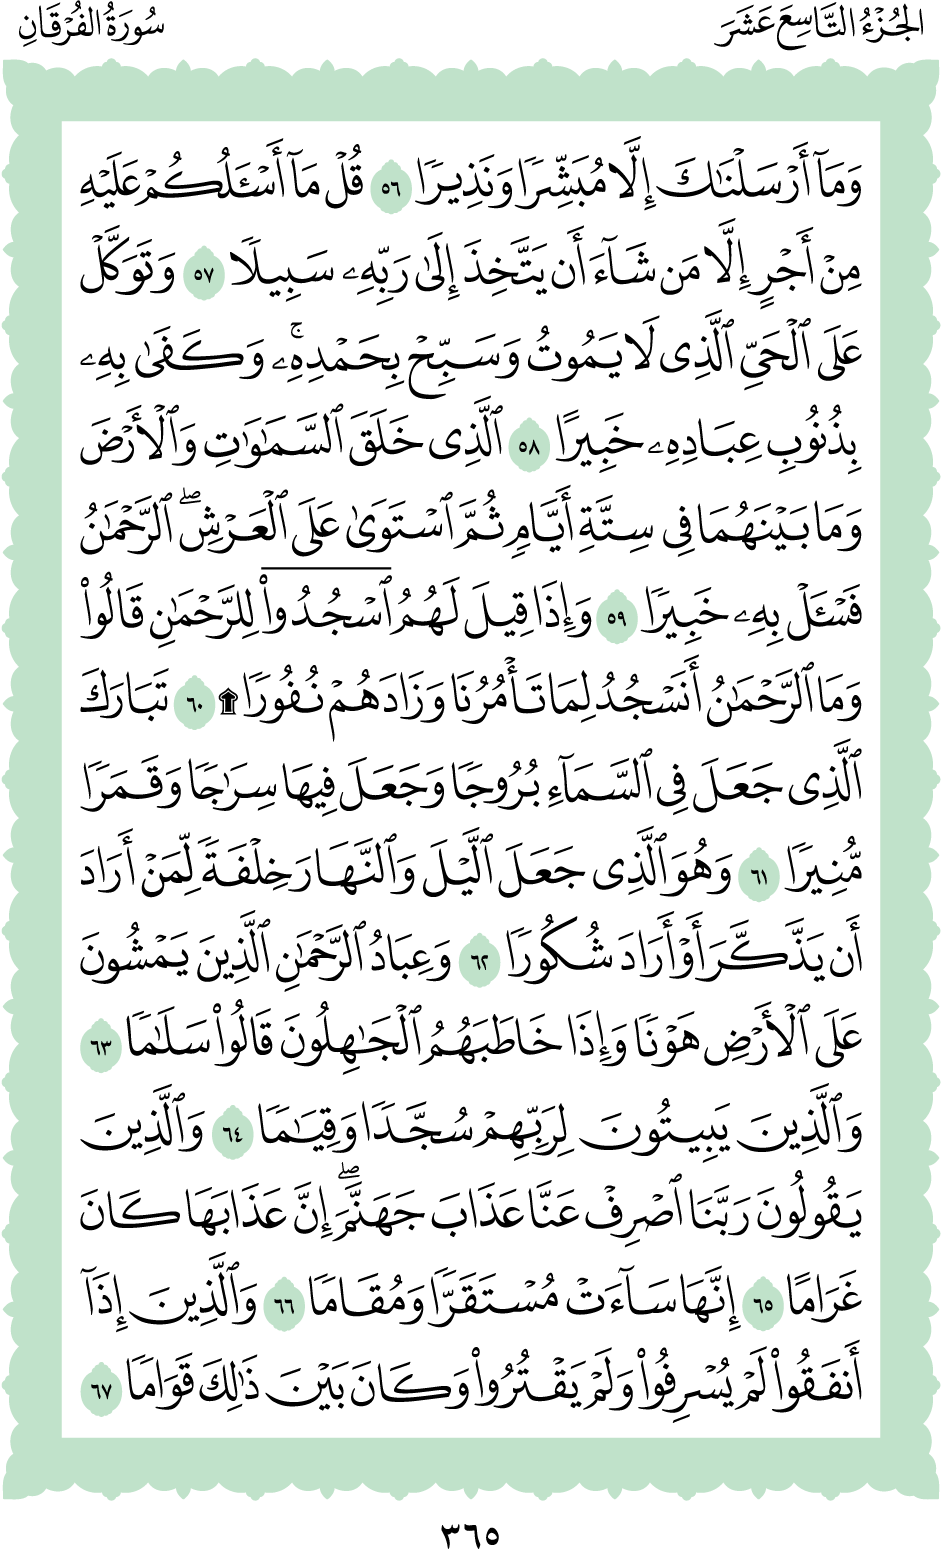 الجُزْءُ التَّاسِعَ عَشَرَ
سُورَةُ الفُرْقَانِ
وَمَآ أَرْسَلْنَٰكَ إِلَّا مُبَشِّرًا وَنَذِيرًا ٥٦ قُلْ مَآ أَسْـَٔلُكُمْ عَلَيْهِ
مِنْ أَجْرٍ إِلَّا مَن شَآءَ أَن يَتَّخِذَ إِلَىٰ رَبِّهِۦ سَبِيلًا ٥٧ وَتَوَكَّلْ
عَلَى ٱلْحَىِّ ٱلَّذِى لَا يَمُوتُ وَسَبِّحْ بِحَمْدِهِۦۚ وَكَفَىٰ بِهِۦ
بِذُنُوبِ عِبَادِهِۦ خَبِيرًا ٥٨ ٱلَّذِى خَلَقَ ٱلسَّمَٰوَٰتِ وَٱلْأَرْضَ
وَمَا بَيْنَهُمَا فِى سِتَّةِ أَيَّامٍ ثُمَّ ٱسْتَوَىٰ عَلَى ٱلْعَرْشِۖ ٱلرَّحْمَٰنُ
فَسْـَٔلْ بِهِۦ خَبِيرًا ٥٩ وَإِذَا قِيلَ لَهُمُ ٱسْجُدُوا۟ لِلرَّحْمَٰنِ قَالُوا۟
وَمَا ٱلرَّحْمَٰنُ أَنَسْجُدُ لِمَا تَأْمُرُنَا وَزَادَهُمْ نُفُورًا ۩ ٦٠ تَبَارَكَ
ٱلَّذِى جَعَلَ فِى ٱلسَّمَآءِ بُرُوجًا وَجَعَلَ فِيهَا سِرَٰجًا وَقَمَرًا
مُّنِيرًا ٦١ وَهُوَ ٱلَّذِى جَعَلَ ٱلَّيْلَ وَٱلنَّهَارَ خِلْفَةً لِّمَنْ أَرَادَ
أَن يَذَّكَّرَ أَوْ أَرَادَ شُكُورًا ٦٢ وَعِبَادُ ٱلرَّحْمَٰنِ ٱلَّذِينَ يَمْشُونَ
عَلَى ٱلْأَرْضِ هَوْنًا وَإِذَا خَاطَبَهُمُ ٱلْجَٰهِلُونَ قَالُوا۟ سَلَٰمًا ٦٣
وَٱلَّذِينَ يَبِيتُونَ لِرَبِّهِمْ سُجَّدًا وَقِيَٰمًا ٦٤ وَٱلَّذِينَ
يَقُولُونَ رَبَّنَا ٱصْرِفْ عَنَّا عَذَابَ جَهَنَّمَۖ إِنَّ عَذَابَهَا كَانَ
غَرَامًا ٦٥ إِنَّهَا سَآءَتْ مُسْتَقَرًّا وَمُقَامًا ٦٦ وَٱلَّذِينَ إِذَآ
أَنفَقُوا۟ لَمْ يُسْرِفُوا۟ وَلَمْ يَقْتُرُوا۟ وَكَانَ بَيْنَ ذَٰلِكَ قَوَامًا ٦٧
٣٦٥